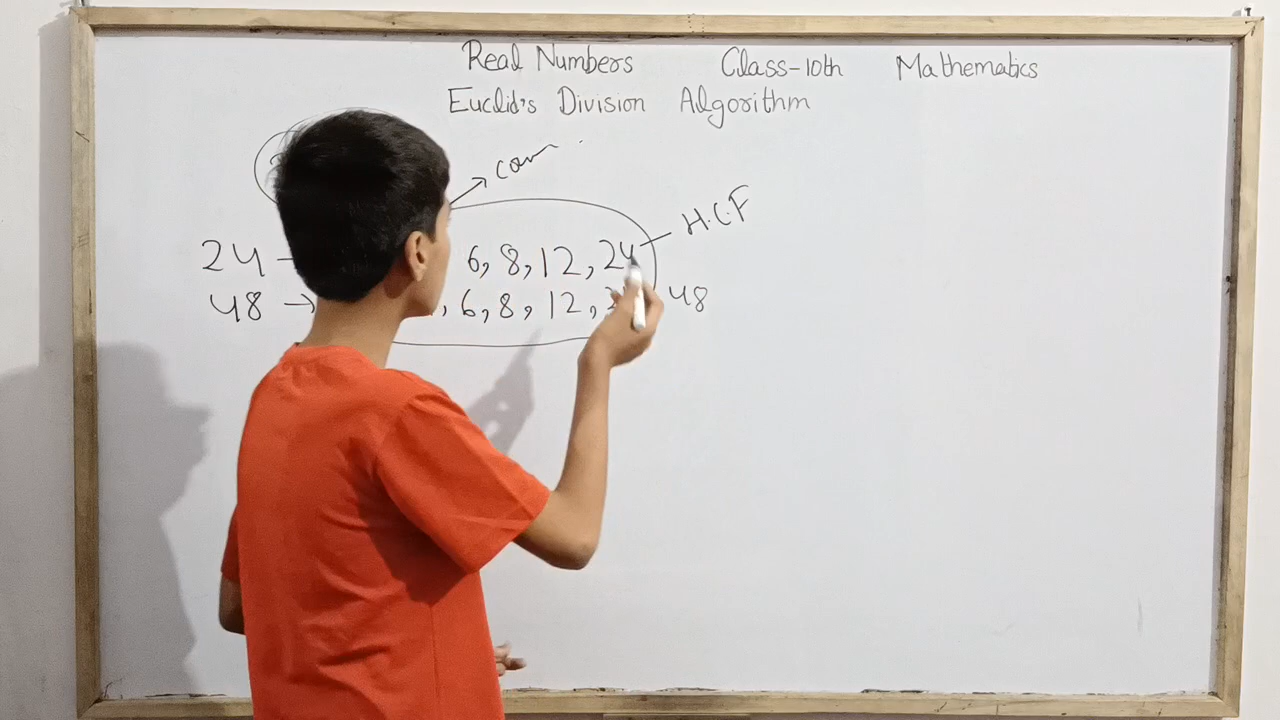 Real Numbers Class-10th Mathematics
Euclid's Division Algorithm
com
H.C.F
24 - 6, 8, 12, 24
48 → , 6, 8, 12, 48